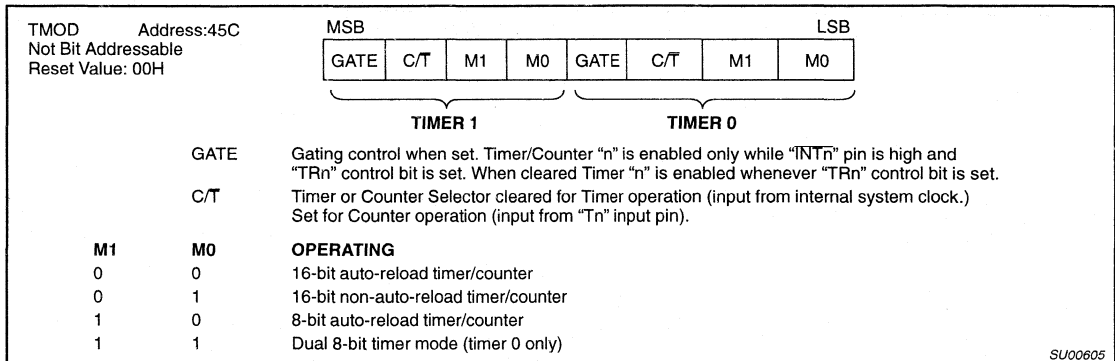 TMOD Address:45C MSB LSB
Not Bit Addressable
Reset Value: 00H
GATE C/T̅ M1 M0 GATE C/T̅ M1 M0
TIMER 1 TIMER 0
GATE Gating control when set. Timer/Counter “n” is enabled only while “I̅N̅T̅n̅” pin is high and
“TRn” control bit is set. When cleared Timer “n” is enabled whenever “TRn” control bit is set.
C/T̅ Timer or Counter Selector cleared for Timer operation (input from internal system clock.)
Set for Counter operation (input from “Tn” input pin).
M1 M0 OPERATING
0 0 16-bit auto-reload timer/counter
0 1 16-bit non-auto-reload timer/counter
1 0 8-bit auto-reload timer/counter
1 1 Dual 8-bit timer mode (timer 0 only)
SU00605